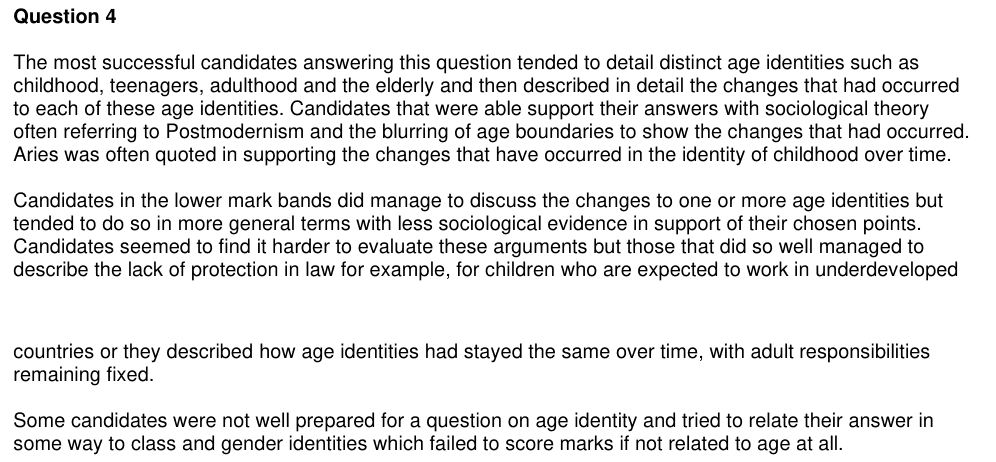 Question 4
The most successful candidates answering this question tended to detail distinct age identities such as
childhood, teenagers, adulthood and the elderly and then described in detail the changes that had occurred
to each of these age identities. Candidates that were able support their answers with sociological theory
often referring to Postmodernism and the blurring of age boundaries to show the changes that had occurred.
Aries was often quoted in supporting the changes that have occurred in the identity of childhood over time.
Candidates in the lower mark bands did manage to discuss the changes to one or more age identities but
tended to do so in more general terms with less sociological evidence in support of their chosen points.
Candidates seemed to find it harder to evaluate these arguments but those that did so well managed to
describe the lack of protection in law for example, for children who are expected to work in underdeveloped
countries or they described how age identities had stayed the same over time, with adult responsibilities
remaining fixed.
Some candidates were not well prepared for a question on age identity and tried to relate their answer in
some way to class and gender identities which failed to score marks if not related to age at all.